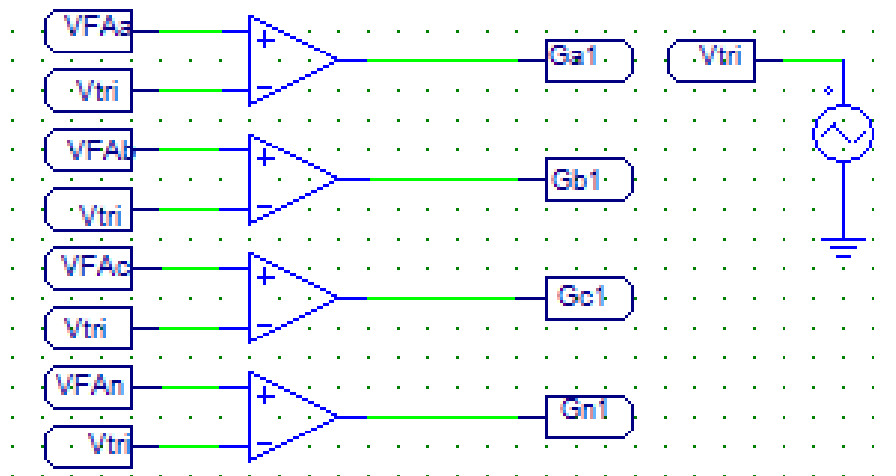 VFAa
Ga1
Vtri
Vtri
VFAb
Gb1
Vtri
VFAc
Gc1
Vtri
VFAn
Gn1
Vtri